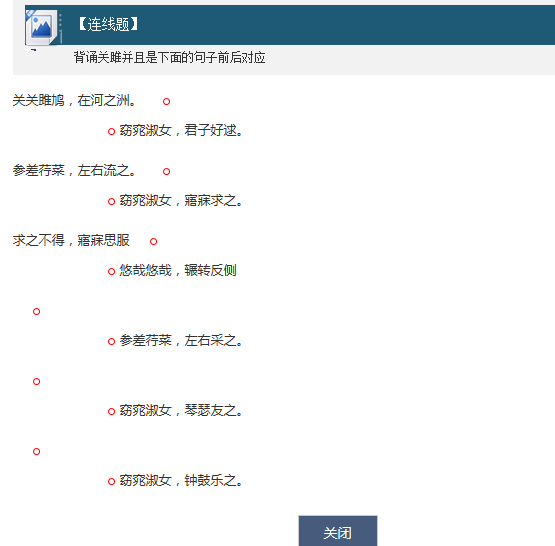 【连线题】
背诵关雎并且是下面的句子前后对应
关关雎鸠，在河之洲。
窈窕淑女，君子好逑。
参差荇菜，左右流之。
窈窕淑女，寤寐求之。
求之不得，寤寐思服
悠哉悠哉，辗转反侧
参差荇菜，左右采之。
窈窕淑女，琴瑟友之。
窈窕淑女，钟鼓乐之。
关闭